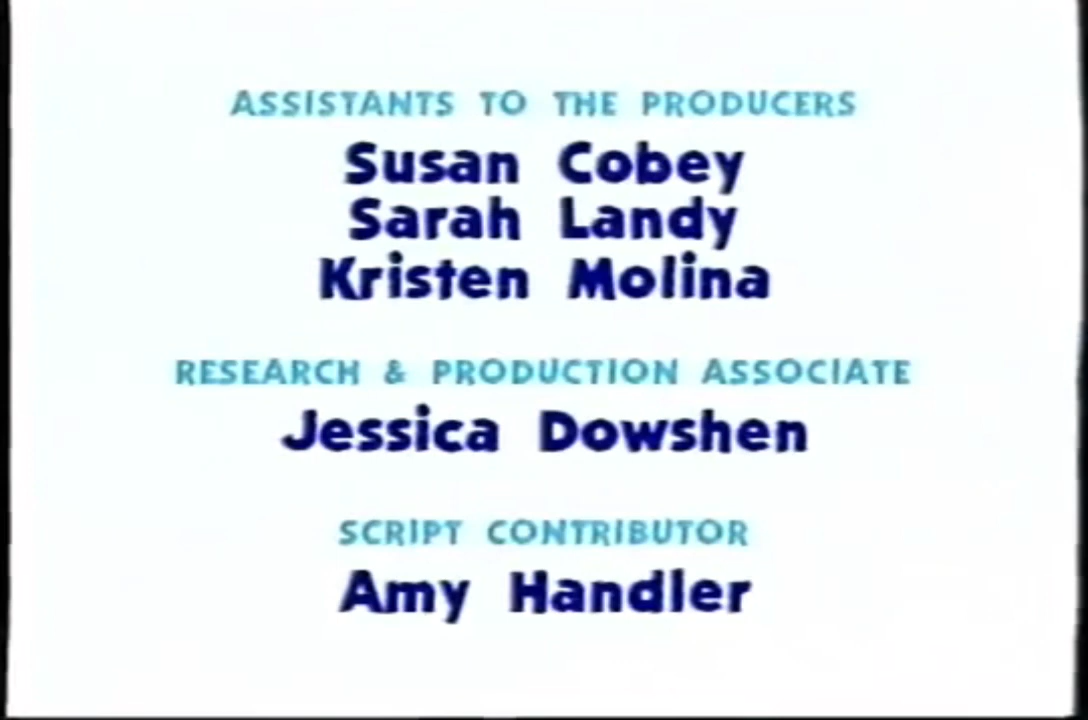 ASSISTANTS TO THE PRODUCERS
Susan Cobey
Sarah Landy
Kristen Molina
RESEARCH & PRODUCTION ASSOCIATE
Jessica Dowshen
SCRIPT CONTRIBUTOR
Amy Handler